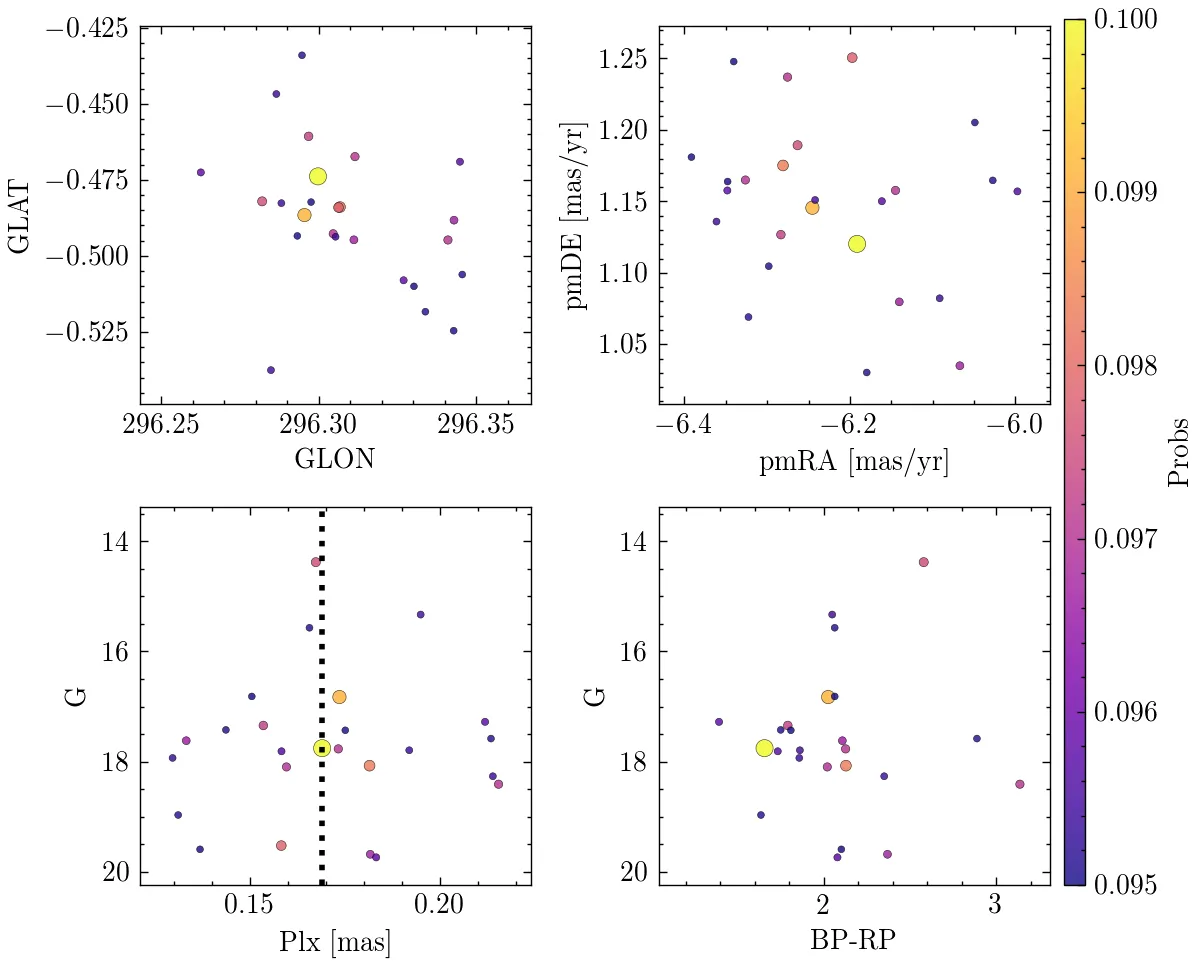 −0.425
−0.450
−0.475
−0.500
−0.525
GLAT
296.25 296.30 296.35
GLON
1.25
1.20
1.15
1.10
1.05
pmDE [mas/yr]
−6.4 −6.2 −6.0
pmRA [mas/yr]
14
16
18
20
G
0.15 0.20
Plx [mas]
14
16
18
20
G
2 3
BP-RP
0.100
0.099
0.098
0.097
0.096
0.095
Probs